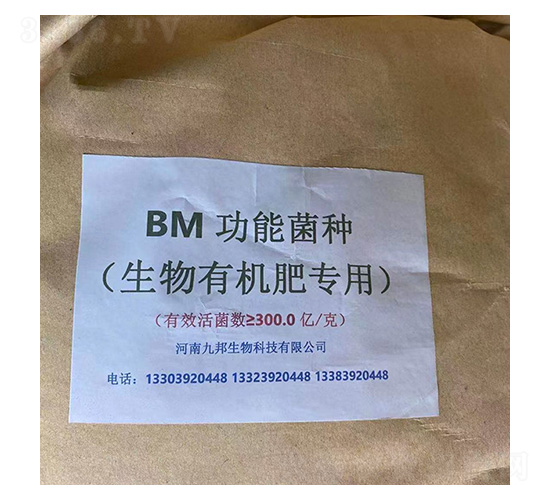 BM 功能菌种
（生物有机肥专用）
（有效活菌数≥300.0 亿/克）
河南九邦生物科技有限公司
电话：13303920448 13323920448 13383920448